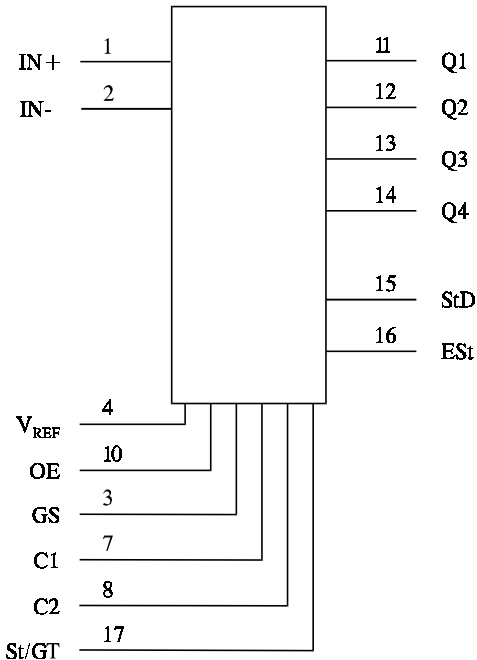 IN+ 1
IN- 2
11 Q1
12 Q2
13 Q3
14 Q4
15 StD
16 ESt
VREF 4
OE 10
GS 3
C1 7
C2 8
St/GT 17